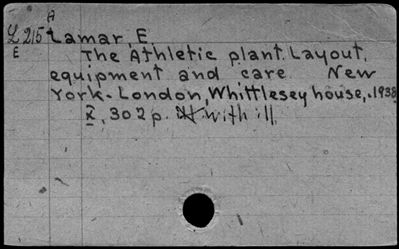 A
L 215 Lamar, E.
E
The Athletic plant. Layout,
equipment and care. New
York - London, Whittlesey house, 1938
X, 302 p. with ill